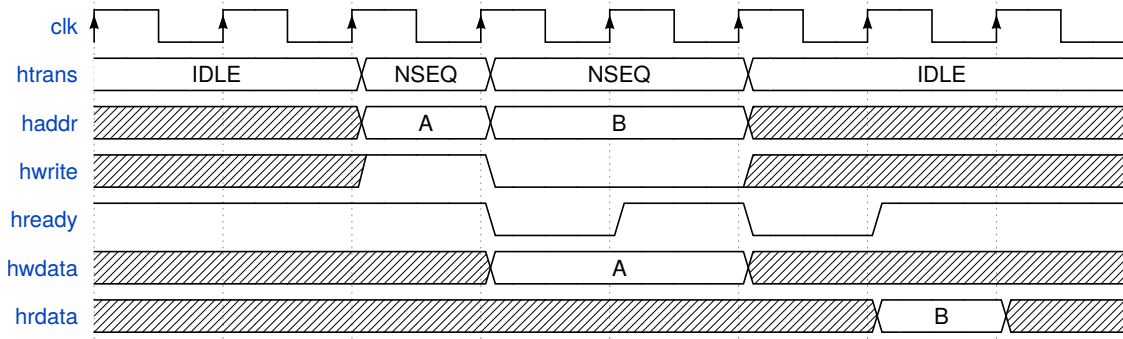 clk
htrans IDLE NSEQ NSEQ IDLE
haddr A B
hwrite
hready
hwdata A
hrdata B